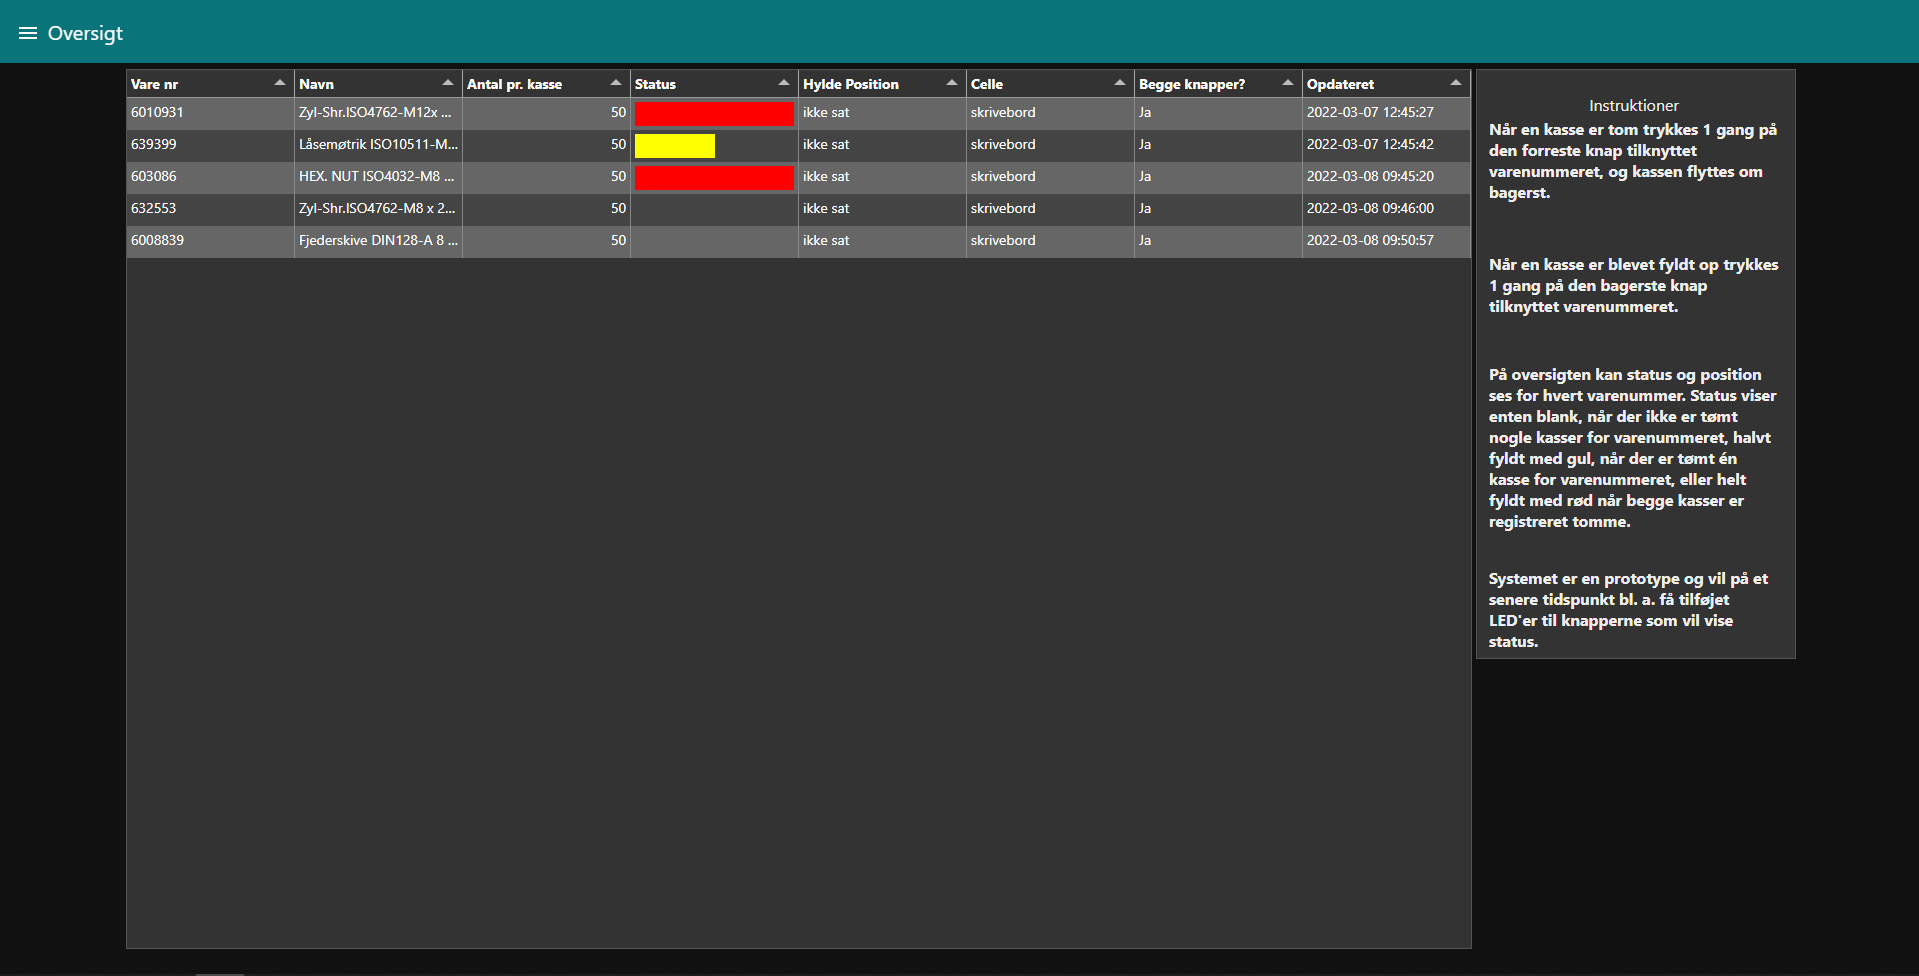 Oversigt
Vare nr Navn Antal pr. kasse Status Hylde Position Celle Begge knapper? Opdateret
6010931 Zyl-Shr.ISO4762-M12x ... 50 ikke sat skrivebord Ja 2022-03-07 12:45:27
639399 Låsemøtrik ISO10511-M... 50 ikke sat skrivebord Ja 2022-03-07 12:45:42
603086 HEX. NUT ISO4032-M8 ... 50 ikke sat skrivebord Ja 2022-03-08 09:45:20
632553 Zyl-Shr.ISO4762-M8 x 2... 50 ikke sat skrivebord Ja 2022-03-08 09:46:00
6008839 Fjederskive DIN128-A 8 ... 50 ikke sat skrivebord Ja 2022-03-08 09:50:57
Instruktioner
Når en kasse er tom trykkes 1 gang på
den forreste knap tilknyttet
varenummeret, og kassen flyttes om
bagerst.
Når en kasse er blevet fyldt op trykkes
1 gang på den bagerste knap
tilknyttet varenummeret.
På oversigten kan status og position
ses for hvert varenummer. Status viser
enten blank, når der ikke er tømt
nogle kasser for varenummeret, halvt
fyldt med gul, når der er tømt én
kasse for varenummeret, eller helt
fyldt med rød når begge kasser er
registreret tomme.
Systemet er en prototype og vil på et
senere tidspunkt bl. a. få tilføjet
LED'er til knapperne som vil vise
status.